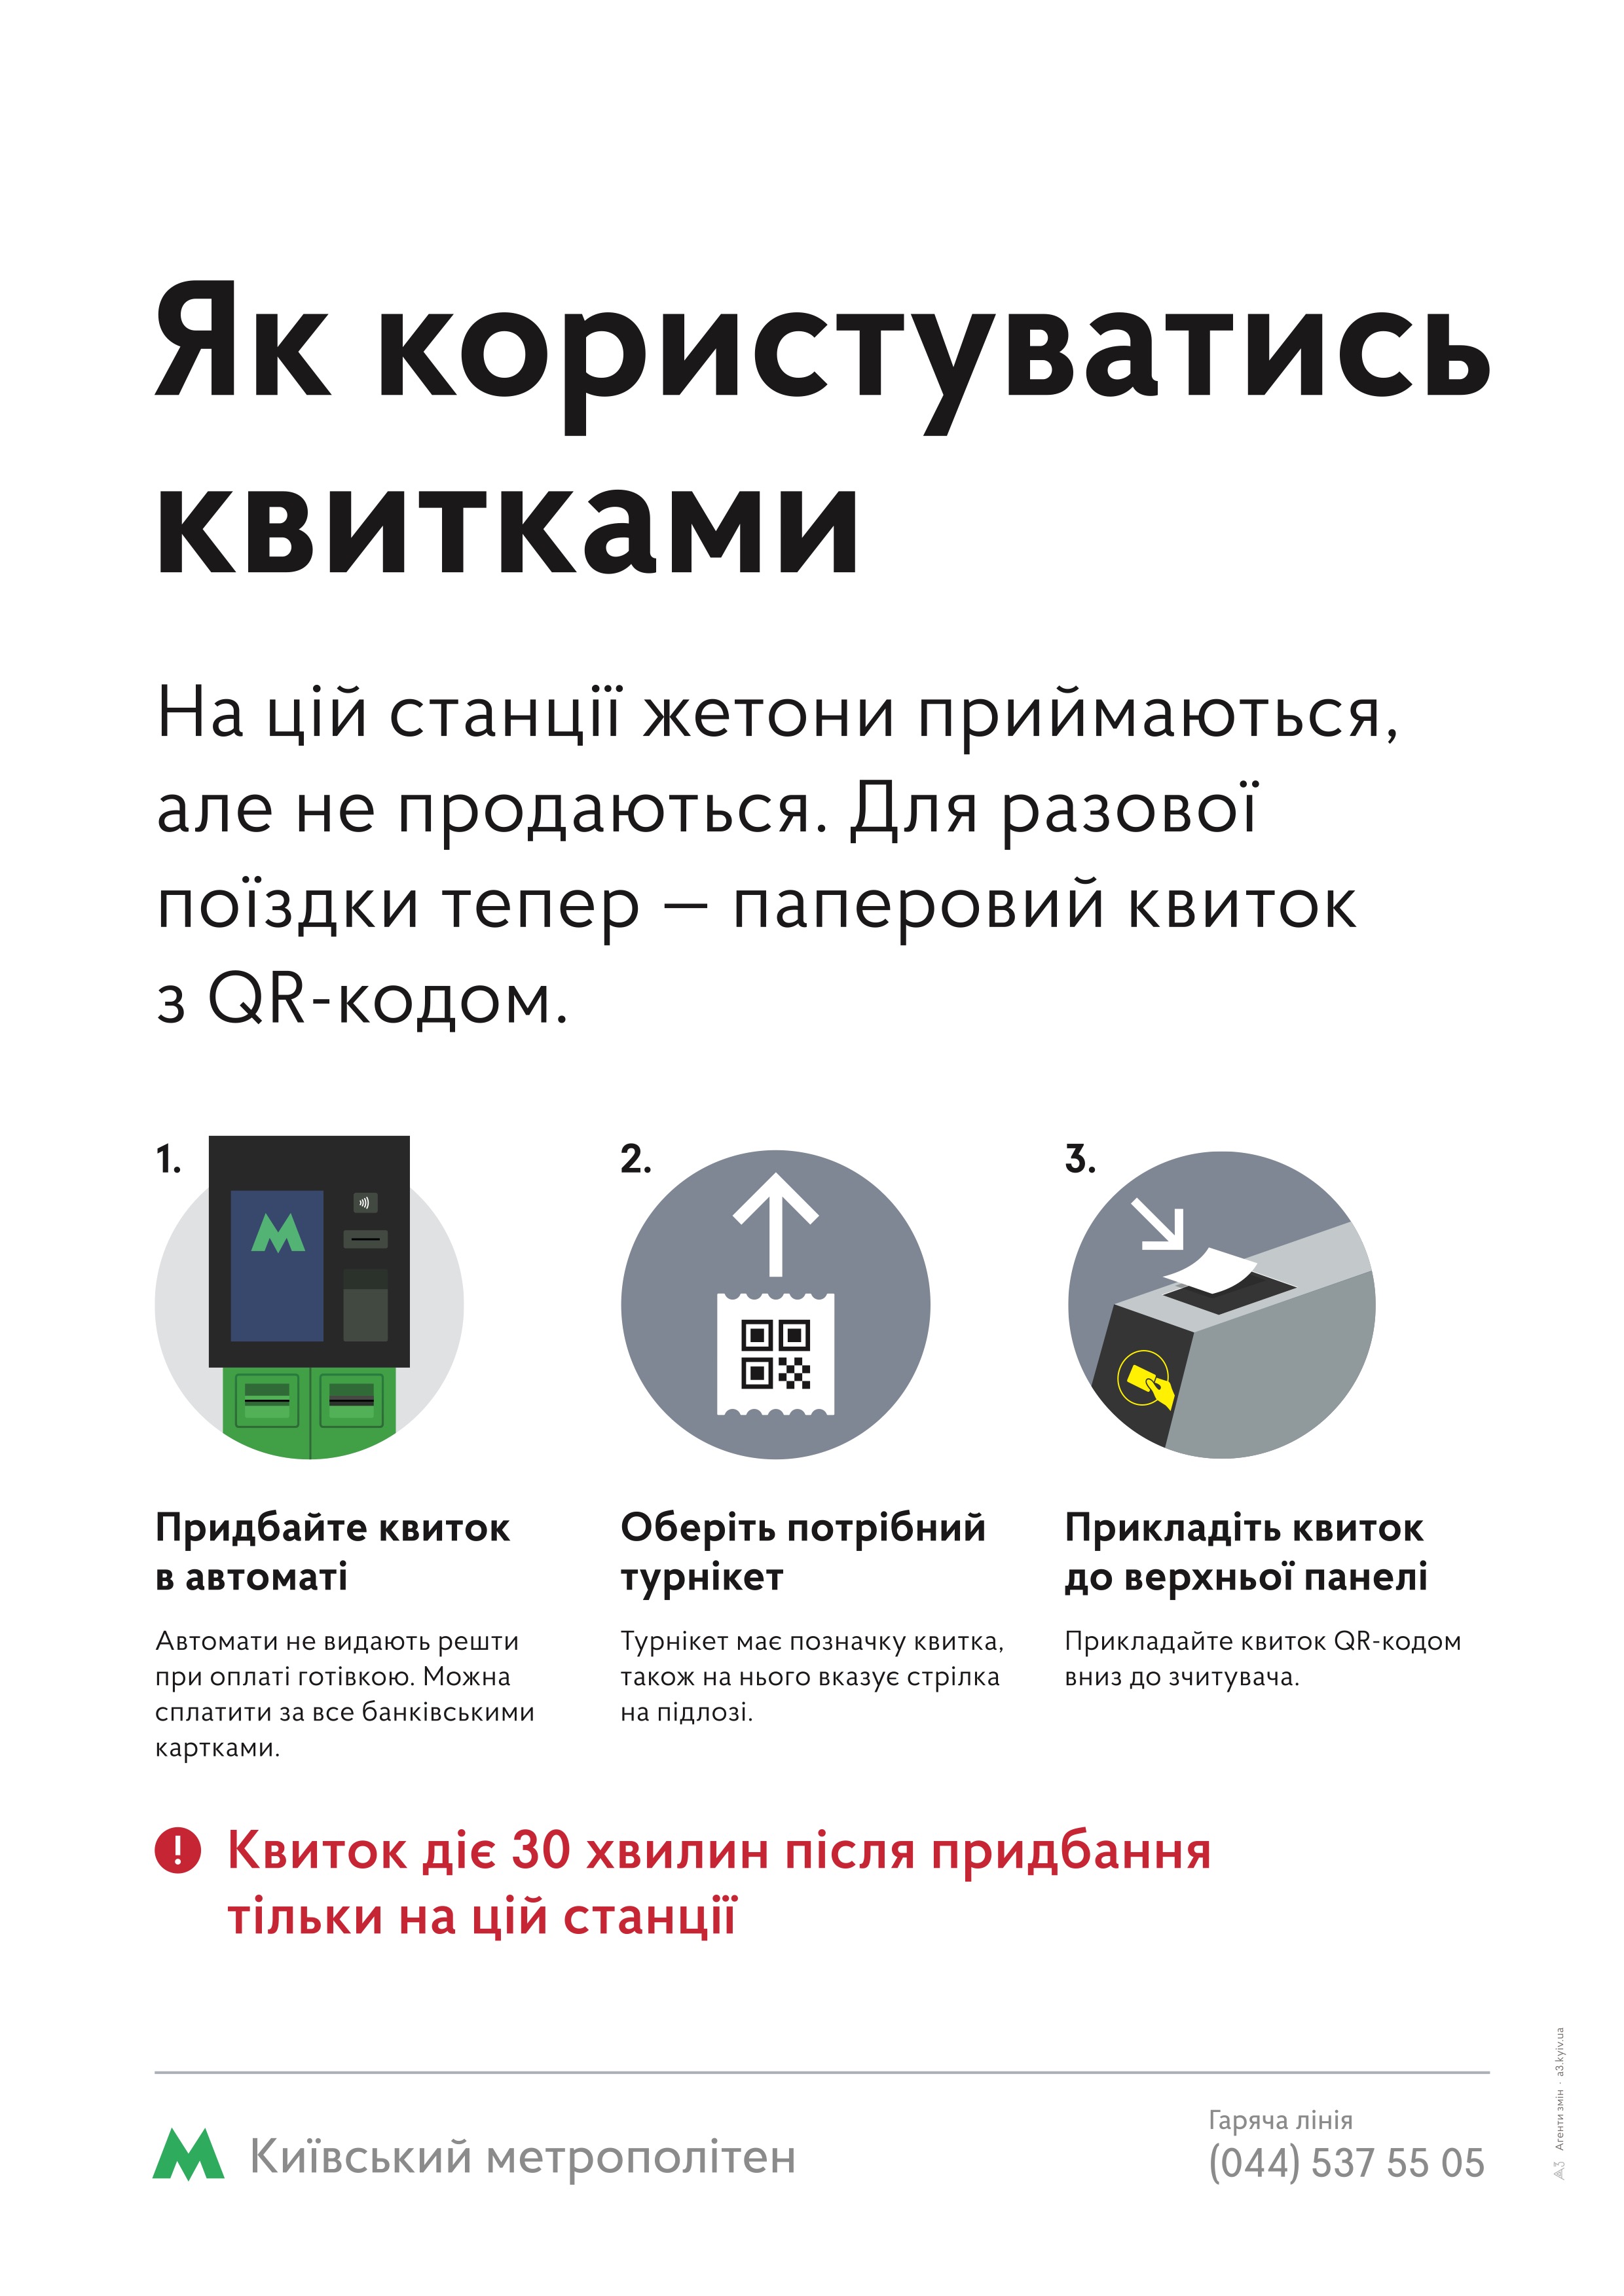 Як користуватись
квитками
На цій станції жетони приймаються,
але не продаються. Для разової
поїздки тепер — паперовий квиток
з QR-кодом.
1.
Придбайте квиток
в автоматі
Автомати не видають решти
при оплаті готівкою. Можна
сплатити за все банківськими
картками.
2.
Оберіть потрібний
турнікет
Турнікет має позначку квитка,
також на нього вказує стрілка
на підлозі.
3.
Прикладіть квиток
до верхньої панелі
Прикладайте квиток QR-кодом
вниз до зчитувача.
! Квиток діє 30 хвилин після придбання
тільки на цій станції
Київський метрополітен
Гаряча лінія
(044) 537 55 05
А3 Агенти змін · a3.kyiv.ua